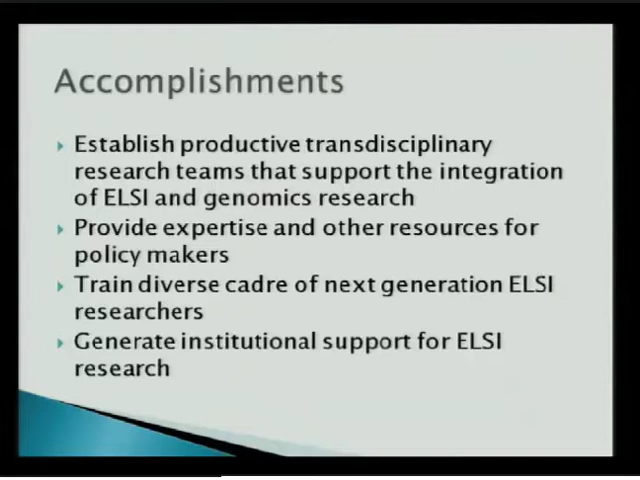 Accomplishments
Establish productive transdisciplinary
research teams that support the integration
of ELSI and genomics research
Provide expertise and other resources for
policy makers
Train diverse cadre of next generation ELSI
researchers
Generate institutional support for ELSI
research